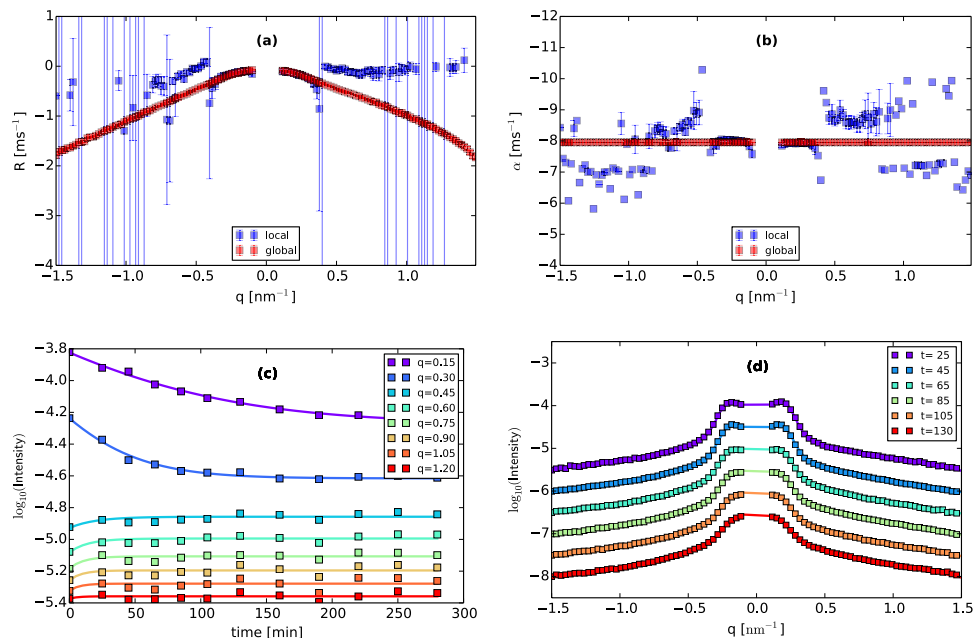 (a)
R [ms⁻¹]
1
0
−1
−2
−3
−4
−1.5
−1.0
−0.5
0.0
0.5
1.0
q [nm⁻¹]
local
global
(b)
α [ms⁻¹]
−12
−11
−10
−9
−8
−7
−6
−5
−4
−1.5
−1.0
−0.5
0.0
0.5
1.0
q [nm⁻¹]
local
global
(c)
log₁₀(Intensity)
−3.8
−4.0
−4.2
−4.4
−4.6
−4.8
−5.0
−5.2
−5.4
0
50
100
150
200
250
300
time [min]
q=0.15
q=0.30
q=0.45
q=0.60
q=0.75
q=0.90
q=1.05
q=1.20
(d)
log₁₀(Intensity)
−3
−4
−5
−6
−7
−8
−1.5
−1.0
−0.5
0.0
0.5
1.0
1.5
q [nm⁻¹]
t= 25
t= 45
t= 65
t= 85
t=105
t=130